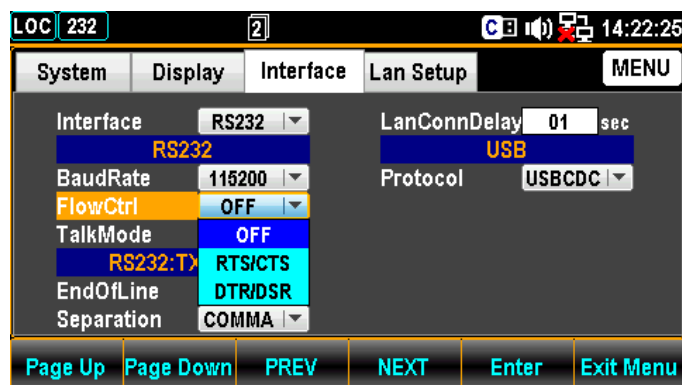 LOC 232 2 C E 14:22:25
System Display Interface Lan Setup MENU
Interface RS232 LanConnDelay 01 sec
RS232 USB
BaudRate 115200 Protocol USBCDC
FlowCtrl OFF
TalkMode OFF
RS232:TX RTS/CTS
EndOfLine DTR/DSR
Separation COMMA
Page Up Page Down PREV NEXT Enter Exit Menu